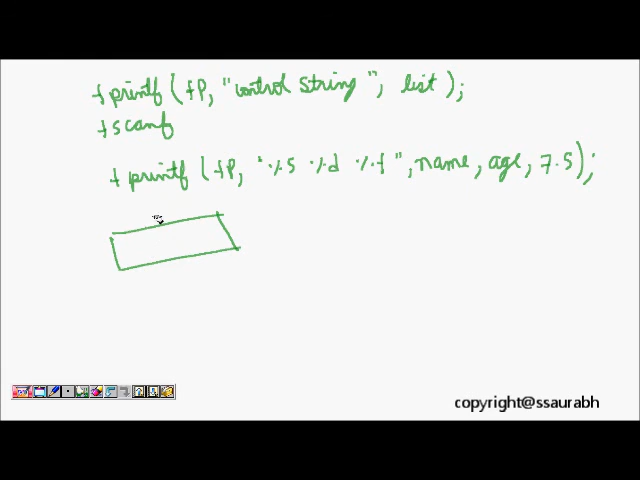 fprintf ( fp, "control string", list );
fscanf
fprintf ( fp, "%s %d %f", name, age, 7.5);
copyright@ssaurabh